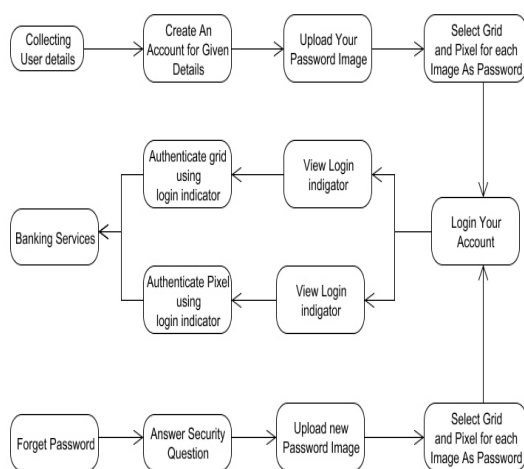 Collecting
User details
Create An
Account for Given
Details
Upload Your
Password Image
Select Grid
and Pixel for each
Image As Password
Authenticate grid
using
login indicator
View Login
indigator
Banking Services
Login Your
Account
Authenticate Pixel
using
login indicator
View Login
indigator
Forget Password
Answer Security
Question
Upload new
Password Image
Select Grid
and Pixel for each
Image As Password